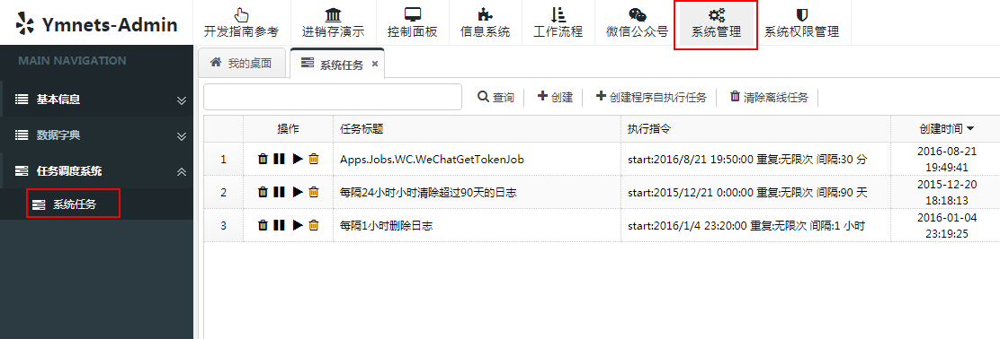 Ymnets-Admin
开发指南参考 进销存演示 控制面板 信息系统 工作流程 微信公众号 系统管理 系统权限管理
MAIN NAVIGATION
我的桌面 系统任务 ×
基本信息
数据字典
任务调度系统
系统任务
查询 创建 创建程序自执行任务 清除离线任务
操作 任务标题 执行指令 创建时间
1 Apps.Jobs.WC.WeChatGetTokenJob start:2016/8/21 19:50:00 重复:无限次 间隔:30 分 2016-08-21
19:49:41
2 每隔24小时小时清除超过90天的日志 start:2015/12/21 0:00:00 重复:无限次 间隔:90 天 2015-12-20
18:18:13
3 每隔1小时删除日志 start:2016/1/4 23:20:00 重复:无限次 间隔:1 小时 2016-01-04
23:19:25